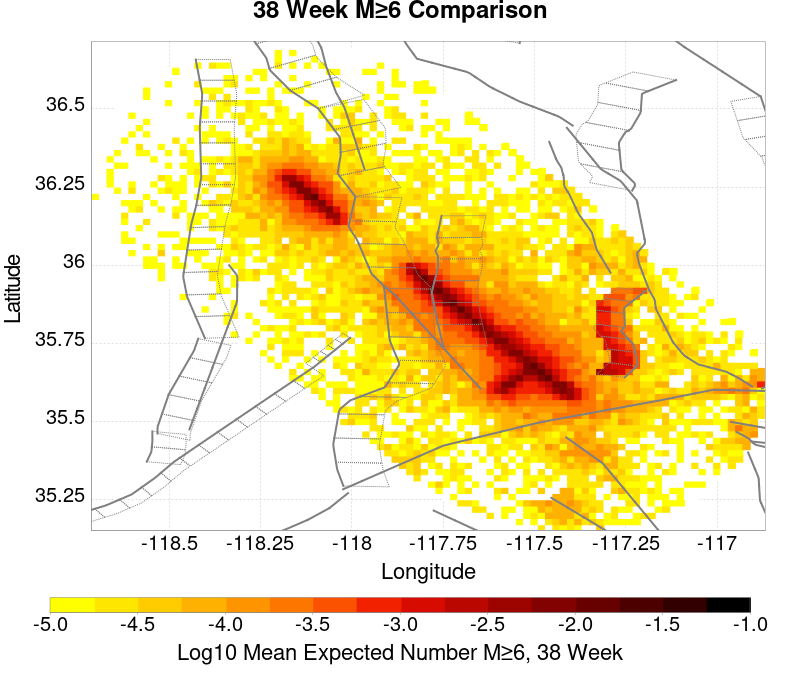 38 Week M≥6 Comparison
36.5
36.25
36
35.75
35.5
35.25
Latitude
-118.5 -118.25 -118 -117.75 -117.5 -117.25 -117
Longitude
-5.0 -4.5 -4.0 -3.5 -3.0 -2.5 -2.0 -1.5 -1.0
Log10 Mean Expected Number M≥6, 38 Week